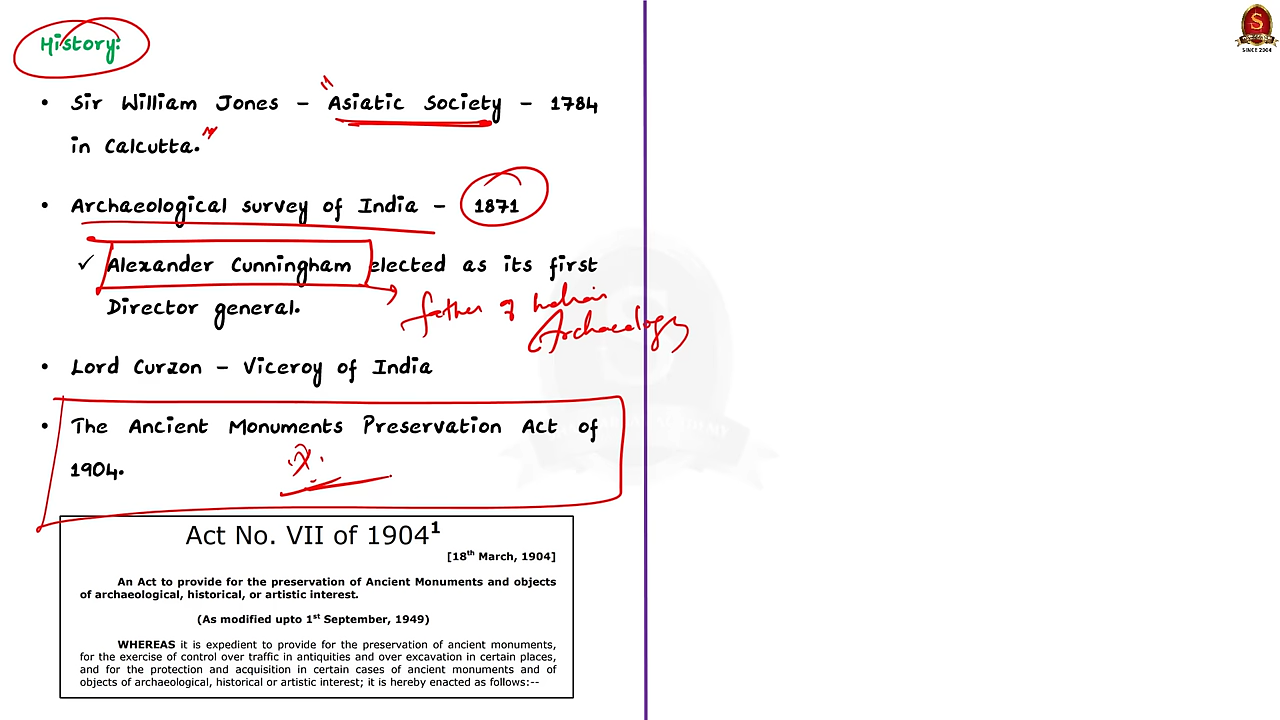 History:
• Sir William Jones – "Asiatic Society – 1784
in Calcutta."
• Archaeological survey of India – 1871
✓ Alexander Cunningham elected as its first
Director general.
father of Indian
Archaeology
• Lord Curzon – Viceroy of India
• The Ancient Monuments Preservation Act of
1904.
Act No. VII of 1904¹
[18th March, 1904]
An Act to provide for the preservation of Ancient Monuments and objects
of archaeological, historical, or artistic interest.
(As modified upto 1st September, 1949)
WHEREAS it is expedient to provide for the preservation of ancient monuments,
for the exercise of control over traffic in antiquities and over excavation in certain places,
and for the protection and acquisition in certain cases of ancient monuments and of
objects of archaeological, historical or artistic interest; it is hereby enacted as follows:--
S
SINCE 2004